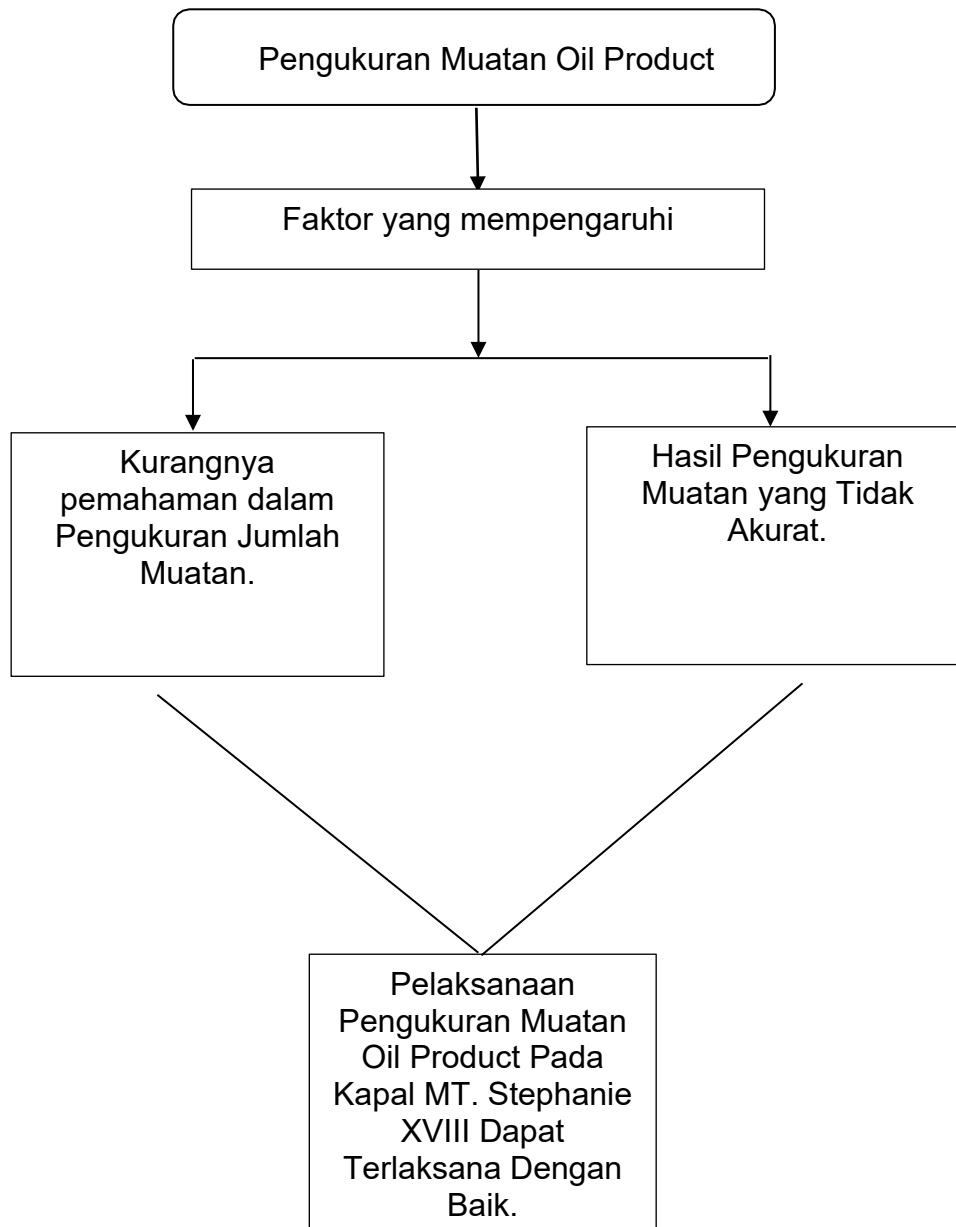 Pengukuran Muatan Oil Product
Faktor yang mempengaruhi
Kurangnya
pemahaman dalam
Pengukuran Jumlah
Muatan.
Hasil Pengukuran
Muatan yang Tidak
Akurat.
Pelaksanaan
Pengukuran Muatan
Oil Product Pada
Kapal MT. Stephanie
XVIII Dapat
Terlaksana Dengan
Baik.